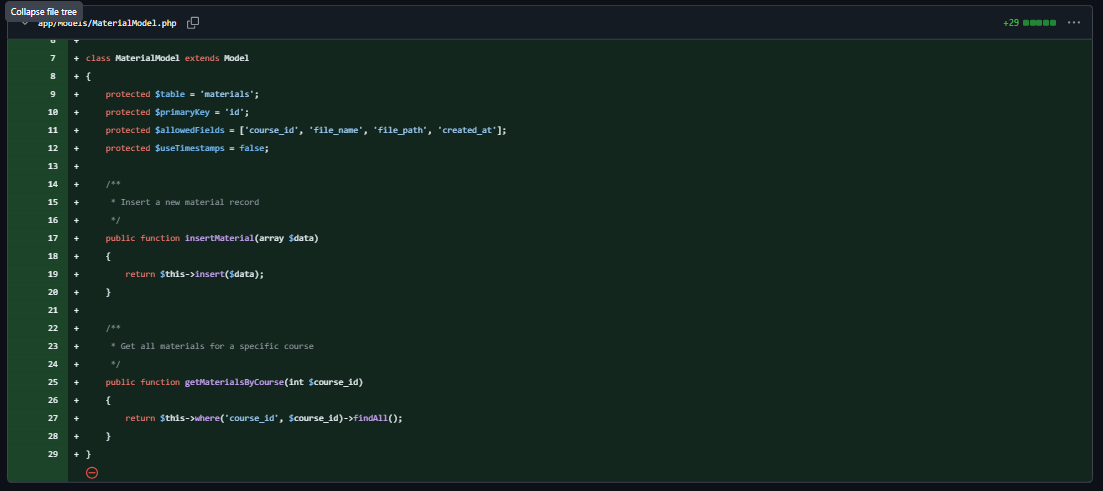 Collapse file tree
app/Models/MaterialModel.php
+29
6 +
7 + class MaterialModel extends Model
8 + {
9 +     protected $table = 'materials';
10 +     protected $primaryKey = 'id';
11 +     protected $allowedFields = ['course_id', 'file_name', 'file_path', 'created_at'];
12 +     protected $useTimestamps = false;
13 +
14 +     /**
15 +      * Insert a new material record
16 +      */
17 +     public function insertMaterial(array $data)
18 +     {
19 +         return $this->insert($data);
20 +     }
21 +
22 +     /**
23 +      * Get all materials for a specific course
24 +      */
25 +     public function getMaterialsByCourse(int $course_id)
26 +     {
27 +         return $this->where('course_id', $course_id)->findAll();
28 +     }
29 + }